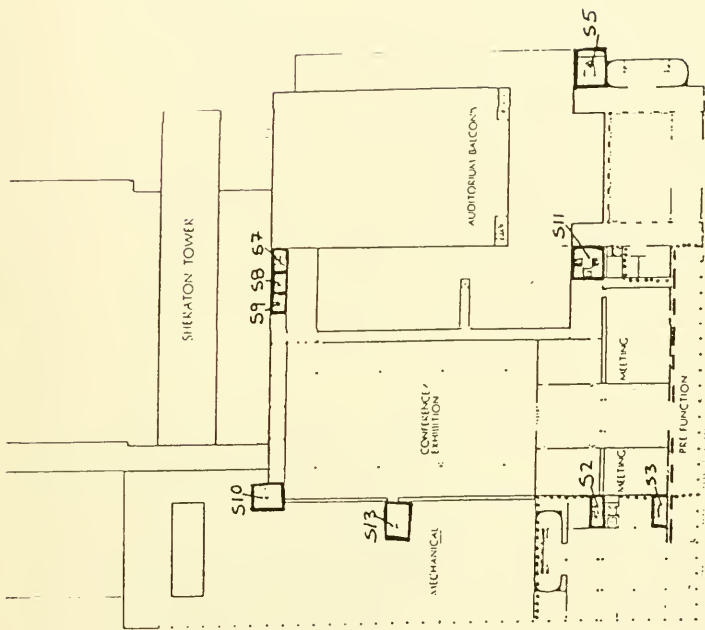 SHERATON TOWER
S9 S8 S7
S10
S13
MECHANICAL
CONFERENCE/
EXHIBITION
AUDITORIUM BALCONY
S5
S11
MEETING
MEETING
S2
S3
PRE FUNCTION